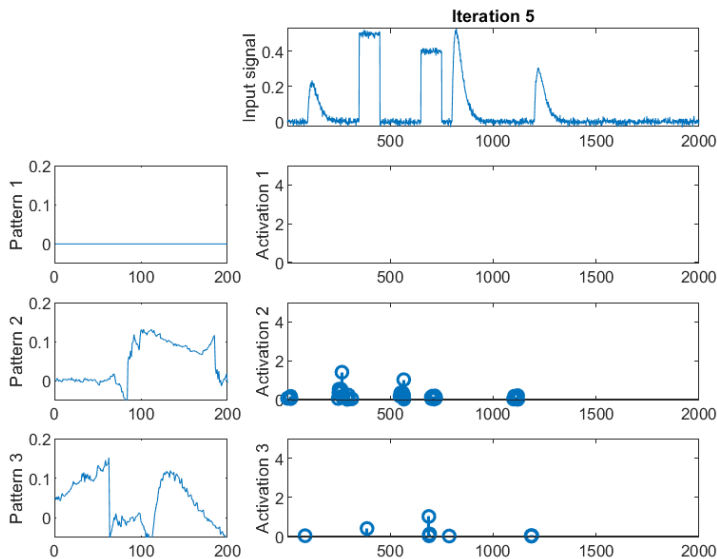 Iteration 5
Input signal
0.4
0.2
0
500 1000 1500 2000
Pattern 1
0.2
0.1
0
0 100 200
Activation 1
4
2
0
500 1000 1500 2000
Pattern 2
0.2
0.1
0
0 100 200
Activation 2
4
2
0
500 1000 1500 2000
Pattern 3
0.2
0.1
0
0 100 200
Activation 3
4
2
0
500 1000 1500 2000